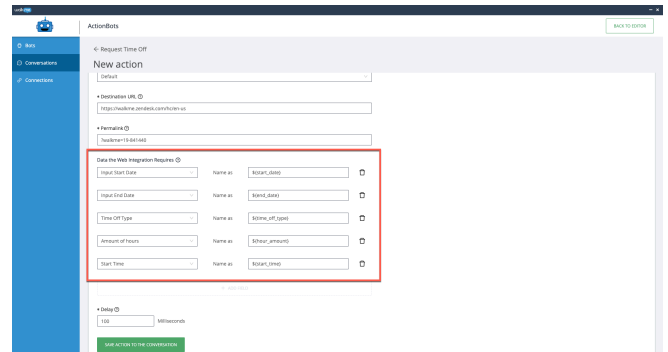 walkme
ActionBots
BACK TO EDITOR
Bots
Conversations
Connections
← Request Time Off
New action
Default
* Destination URL
https://walkme.zendesk.com/hc/en-us
* Permalink
?walkme=19-841440
Data the Web Integration Requires
Input Start Date Name as ${start_date}
Input End Date Name as ${end_date}
Time Off Type Name as ${time_off_type}
Amount of hours Name as ${hour_amount}
Start Time Name as ${start_time}
* Delay
100 Milliseconds
SAVE ACTION TO THE CONVERSATION